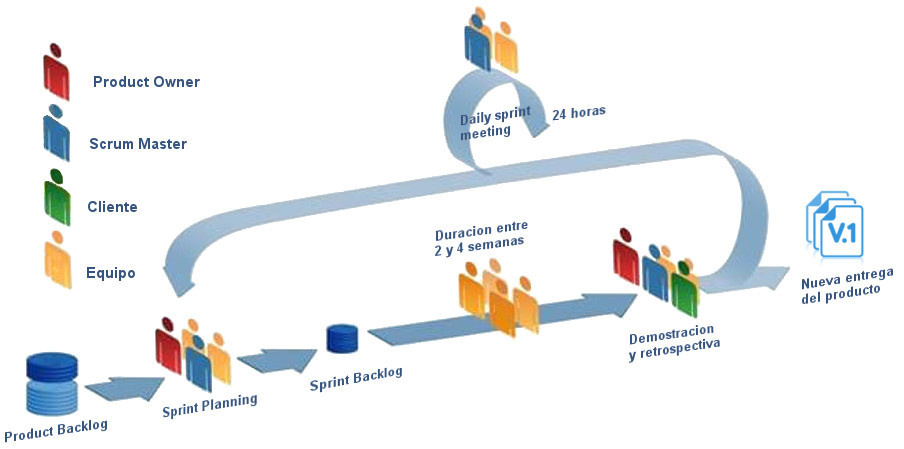 Product Owner
Scrum Master
Cliente
Equipo
Daily sprint
meeting
24 horas
Duracion entre
2 y 4 semanas
V.1
Nueva entrega
del producto
Demostracion
y retrospectiva
Sprint Backlog
Sprint Planning
Product Backlog